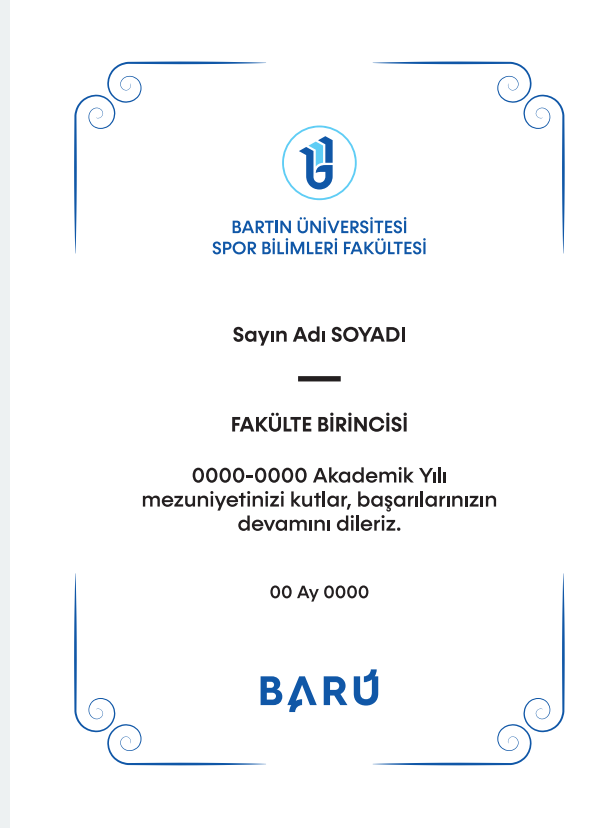 BARTIN ÜNİVERSİTESİ
SPOR BİLİMLERİ FAKÜLTESİ
Sayın Adı SOYADI
FAKÜLTE BİRİNCİSİ
0000-0000 Akademik Yılı
mezuniyetinizi kutlar, başarılarınızın
devamını dileriz.
00 Ay 0000
BARÜ